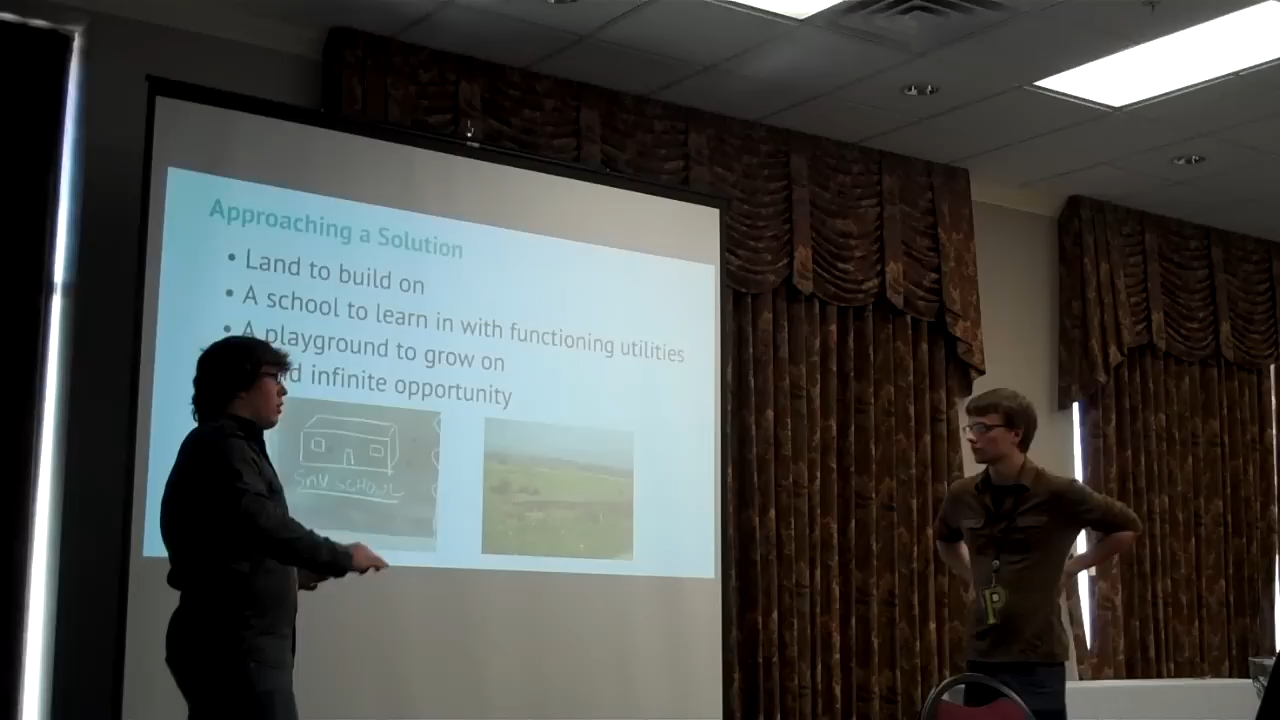 Approaching a Solution
• Land to build on
• A school to learn in with functioning utilities
• A playground to grow on
infinite opportunity
SNV SCHOOL
P